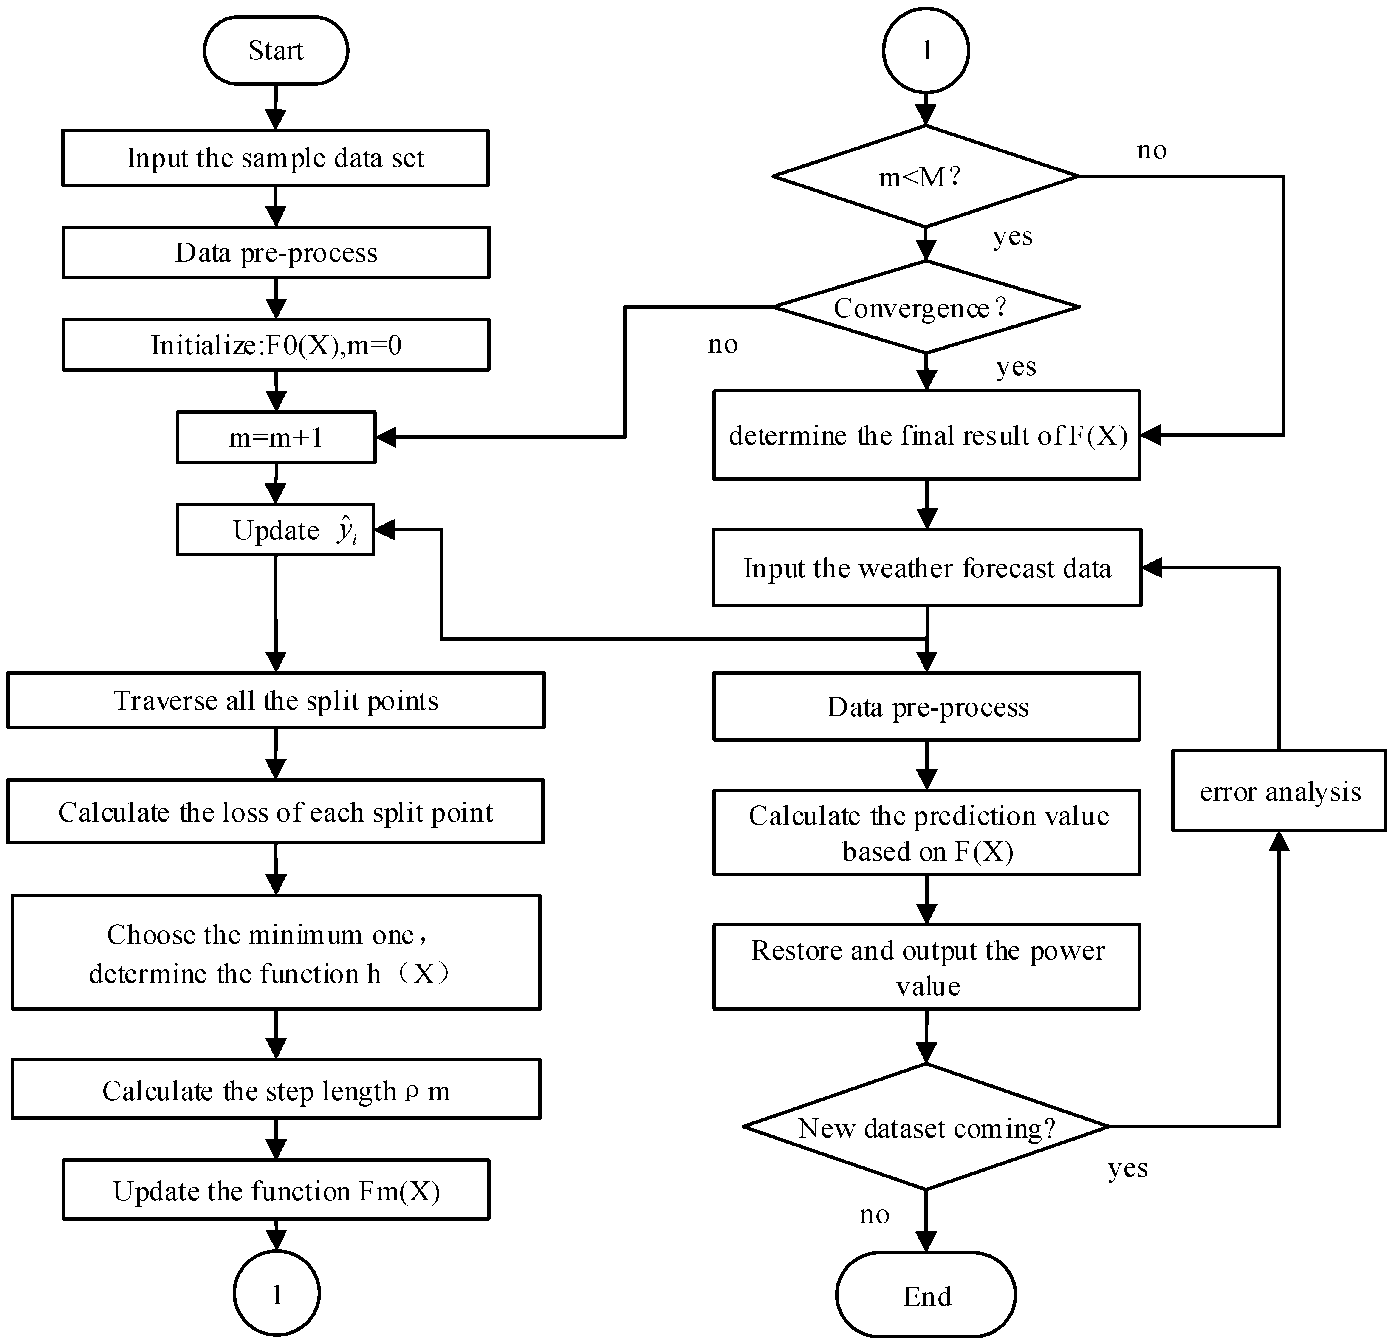 Start
Input the sample data set
Data pre-process
Initialize:F0(X),m=0
m=m+1
Update ŷᵢ
Traverse all the split points
Calculate the loss of each split point
Choose the minimum one，
determine the function h（X）
Calculate the step length ρ m
Update the function Fm(X)
1
1
m<M？
no
yes
Convergence？
no
yes
determine the final result of F(X)
Input the weather forecast data
Data pre-process
error analysis
Calculate the prediction value
based on F(X)
Restore and output the power
value
New dataset coming?
yes
no
End